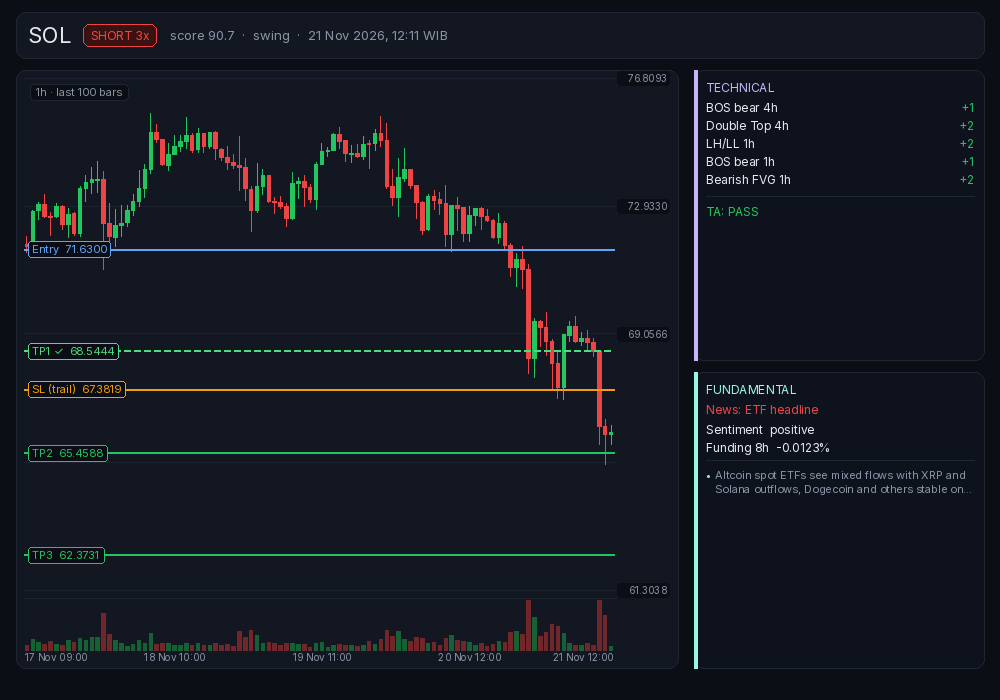 SOL SHORT 3x score 90.7 · swing · 21 Nov 2026, 12:11 WIB
1h · last 100 bars
76.8093
72.9330
Entry 71.6300
69.0566
TP1 ✓ 68.5444
SL (trail) 67.3819
TP2 65.4588
TP3 62.3731
61.3038
17 Nov 09:00 18 Nov 10:00 19 Nov 11:00 20 Nov 12:00 21 Nov 12:00
TECHNICAL
BOS bear 4h +1
Double Top 4h +2
LH/LL 1h +2
BOS bear 1h +1
Bearish FVG 1h +2
TA: PASS
FUNDAMENTAL
News: ETF headline
Sentiment positive
Funding 8h -0.0123%
• Altcoin spot ETFs see mixed flows with XRP and
Solana outflows, Dogecoin and others stable on...